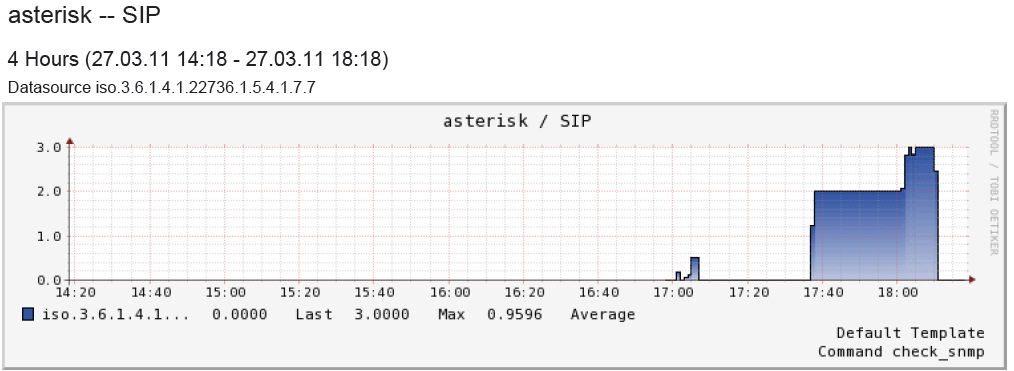 asterisk -- SIP
4 Hours (27.03.11 14:18 - 27.03.11 18:18)
Datasource iso.3.6.1.4.1.22736.1.5.4.1.7.7
asterisk / SIP
RRDTOOL / TOBI OETIKER
3.0
2.0
1.0
0.0
14:20 14:40 15:00 15:20 15:40 16:00 16:20 16:40 17:00 17:20 17:40 18:00
iso.3.6.1.4.1... 0.0000 Last 3.0000 Max 0.9596 Average
Default Template
Command check_snmp